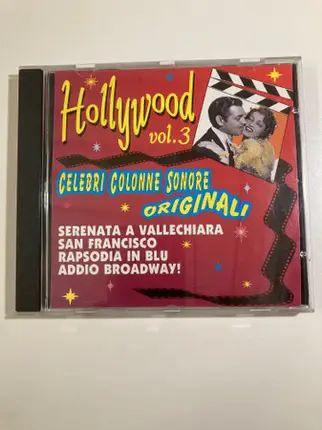 Hollywood
vol.3
CELEBRI COLONNE SONORE
ORIGINALI
SERENATA A VALLECHIARA
SAN FRANCISCO
RAPSODIA IN BLU
ADDIO BROADWAY!